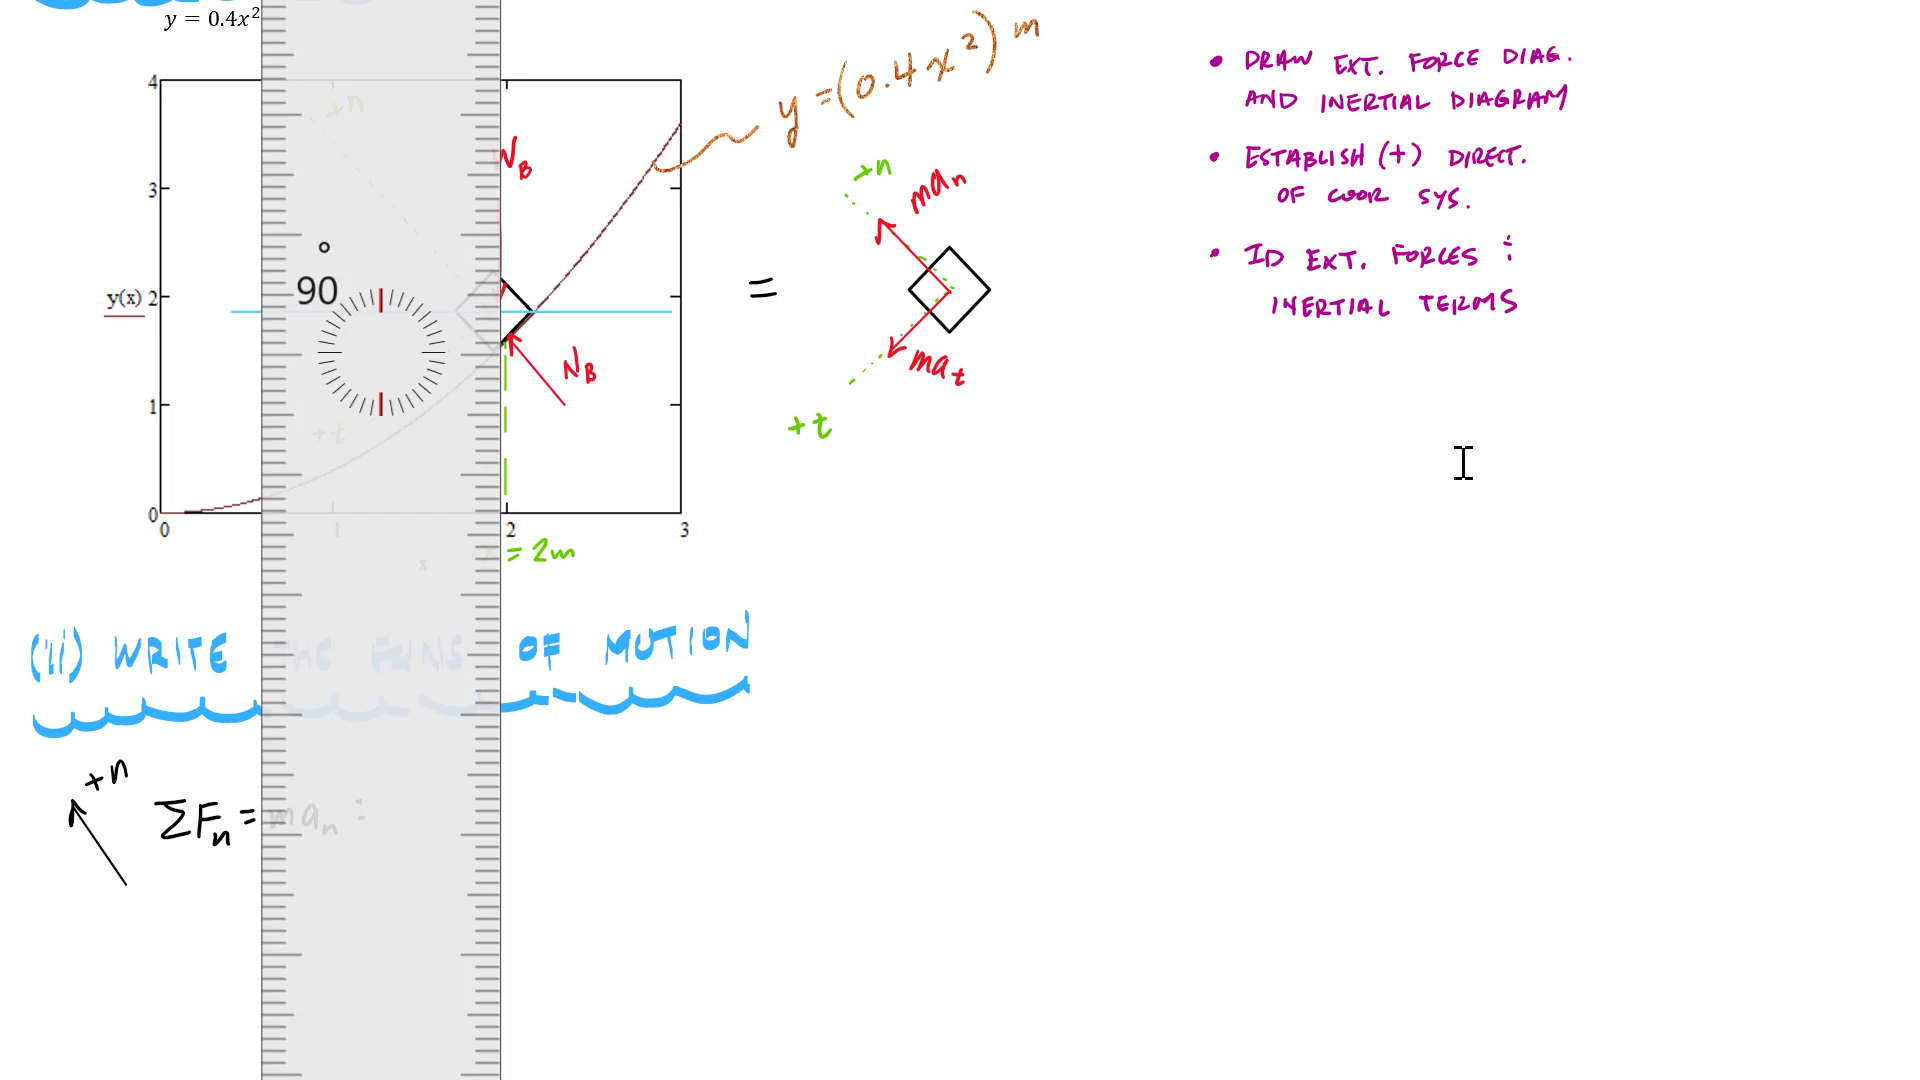 y = 0.4x²
y = (0.4x²) m
4
+n
N_B
3
y(x) 2
90°
N_B
1
+t
0
0 1 2 3
x
= 2m
=
+n
ma_n
ma_t
+t
• DRAW EXT. FORCE DIAG.
AND INERTIAL DIAGRAM
• ESTABLISH (+) DIRECT.
OF COOR SYS.
• ID EXT. FORCES :
INERTIAL TERMS
(ii) WRITE THE EQNS OF MOTION
+n
ΣF_n = ma_n :